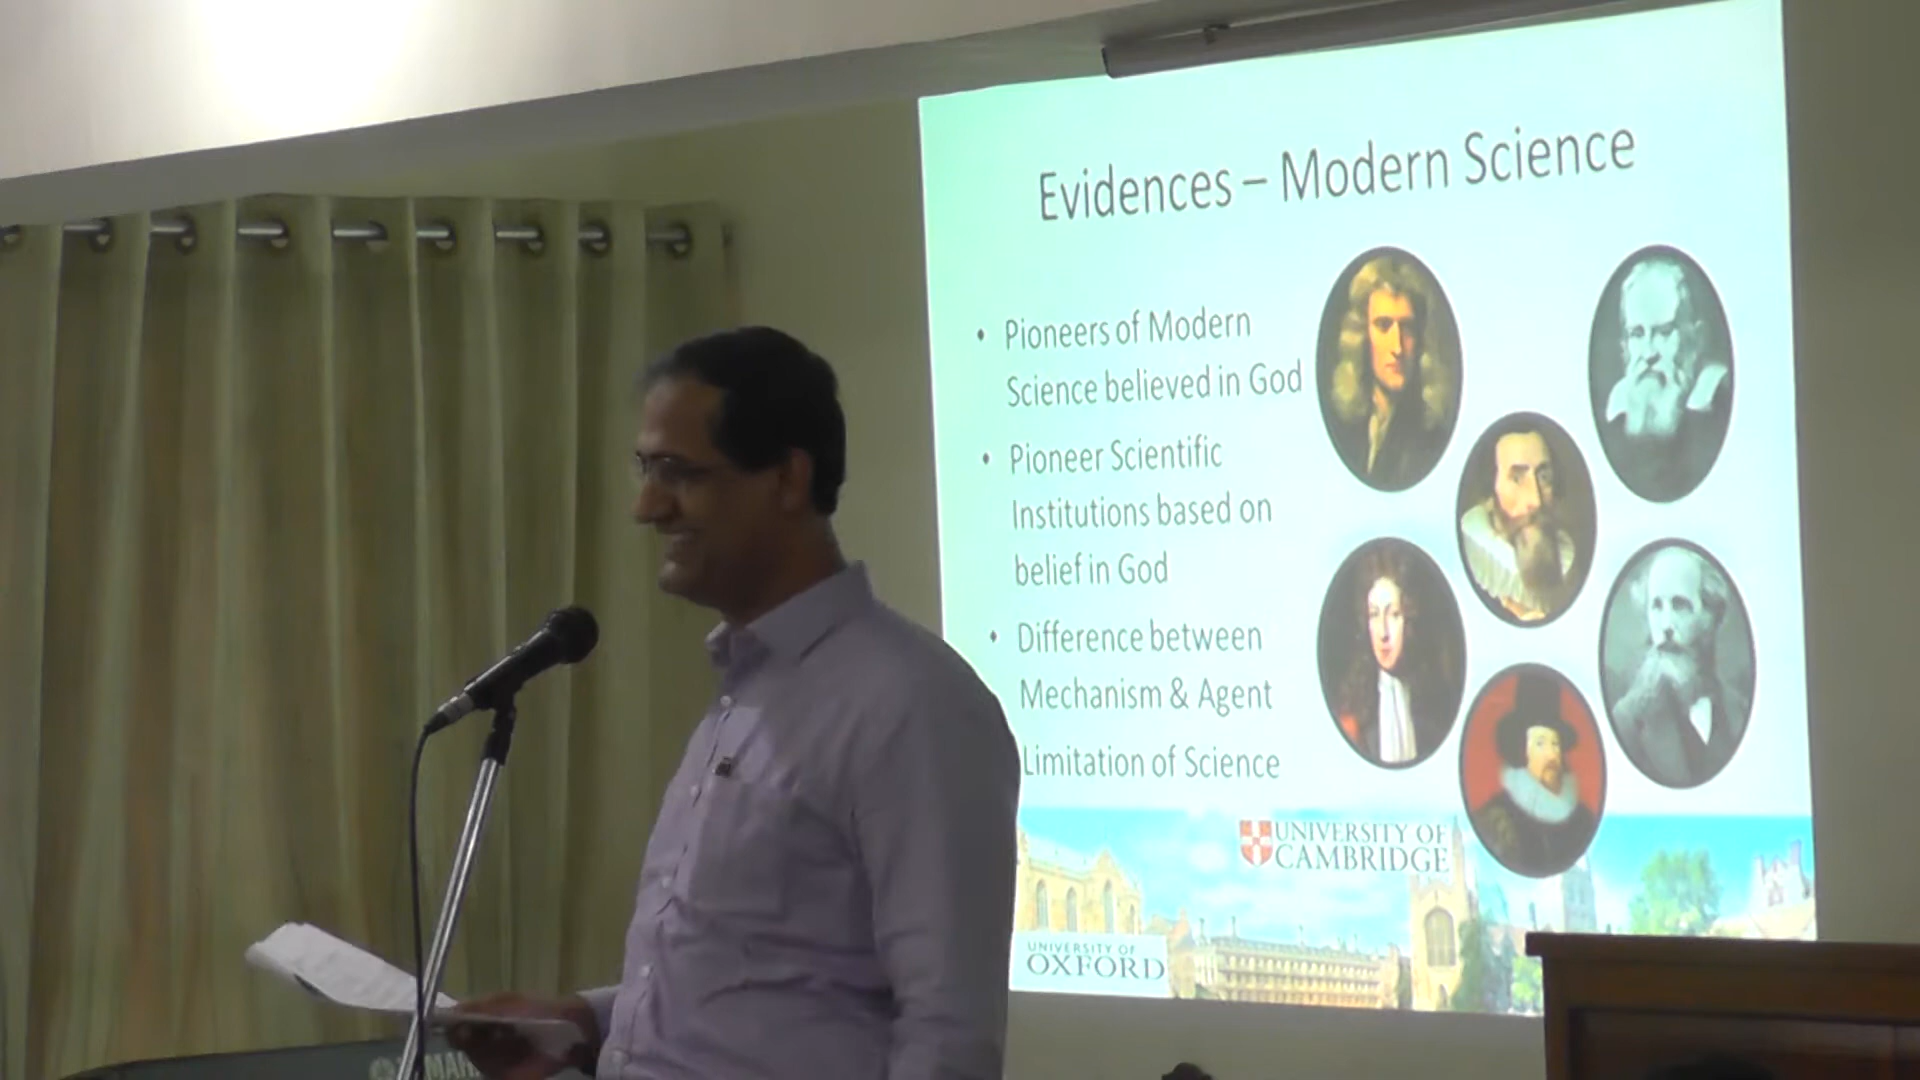 Evidences – Modern Science
• Pioneers of Modern
Science believed in God
• Pioneer Scientific
Institutions based on
belief in God
• Difference between
Mechanism & Agent
Limitation of Science
UNIVERSITY OF
CAMBRIDGE
UNIVERSITY OF
OXFORD